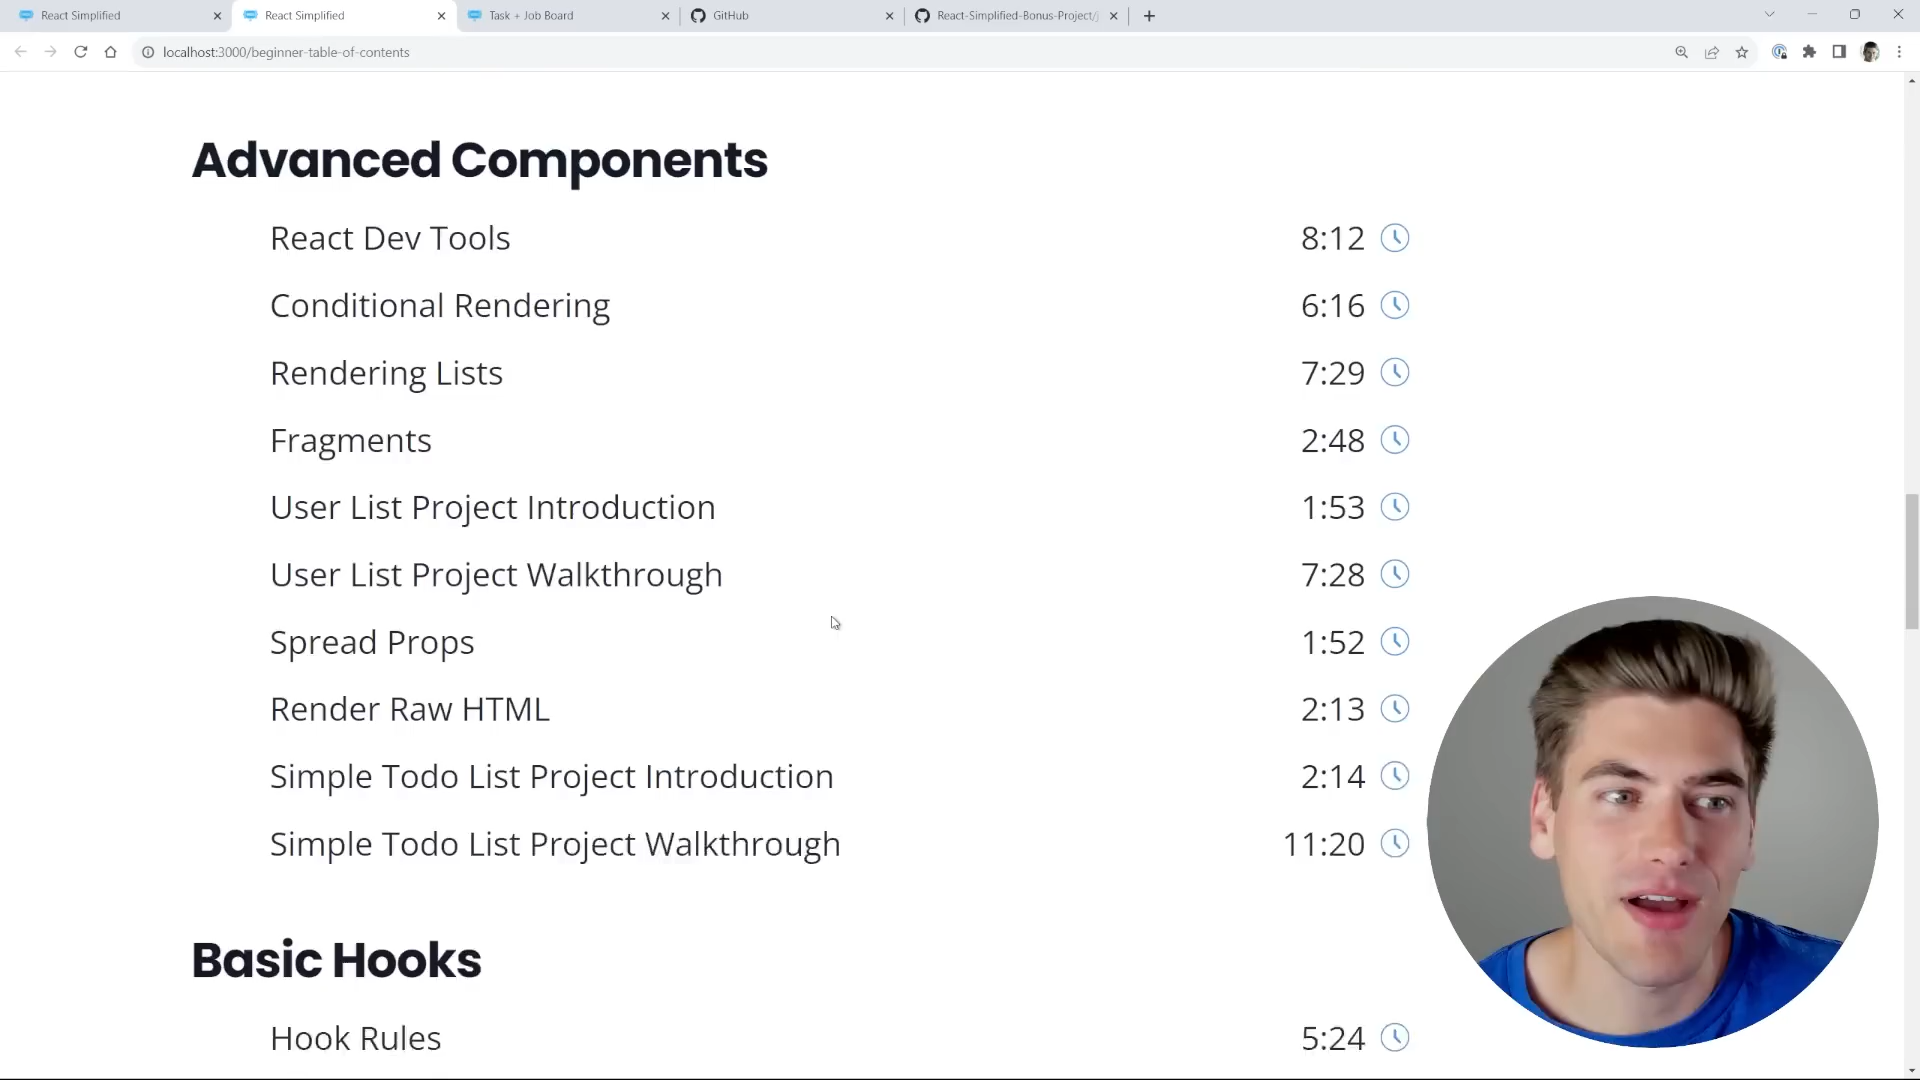 React Simplified
React Simplified
Task + Job Board
GitHub
React-Simplified-Bonus-Project/
localhost:3000/beginner-table-of-contents
Advanced Components
React Dev Tools 8:12
Conditional Rendering 6:16
Rendering Lists 7:29
Fragments 2:48
User List Project Introduction 1:53
User List Project Walkthrough 7:28
Spread Props 1:52
Render Raw HTML 2:13
Simple Todo List Project Introduction 2:14
Simple Todo List Project Walkthrough 11:20
Basic Hooks
Hook Rules 5:24